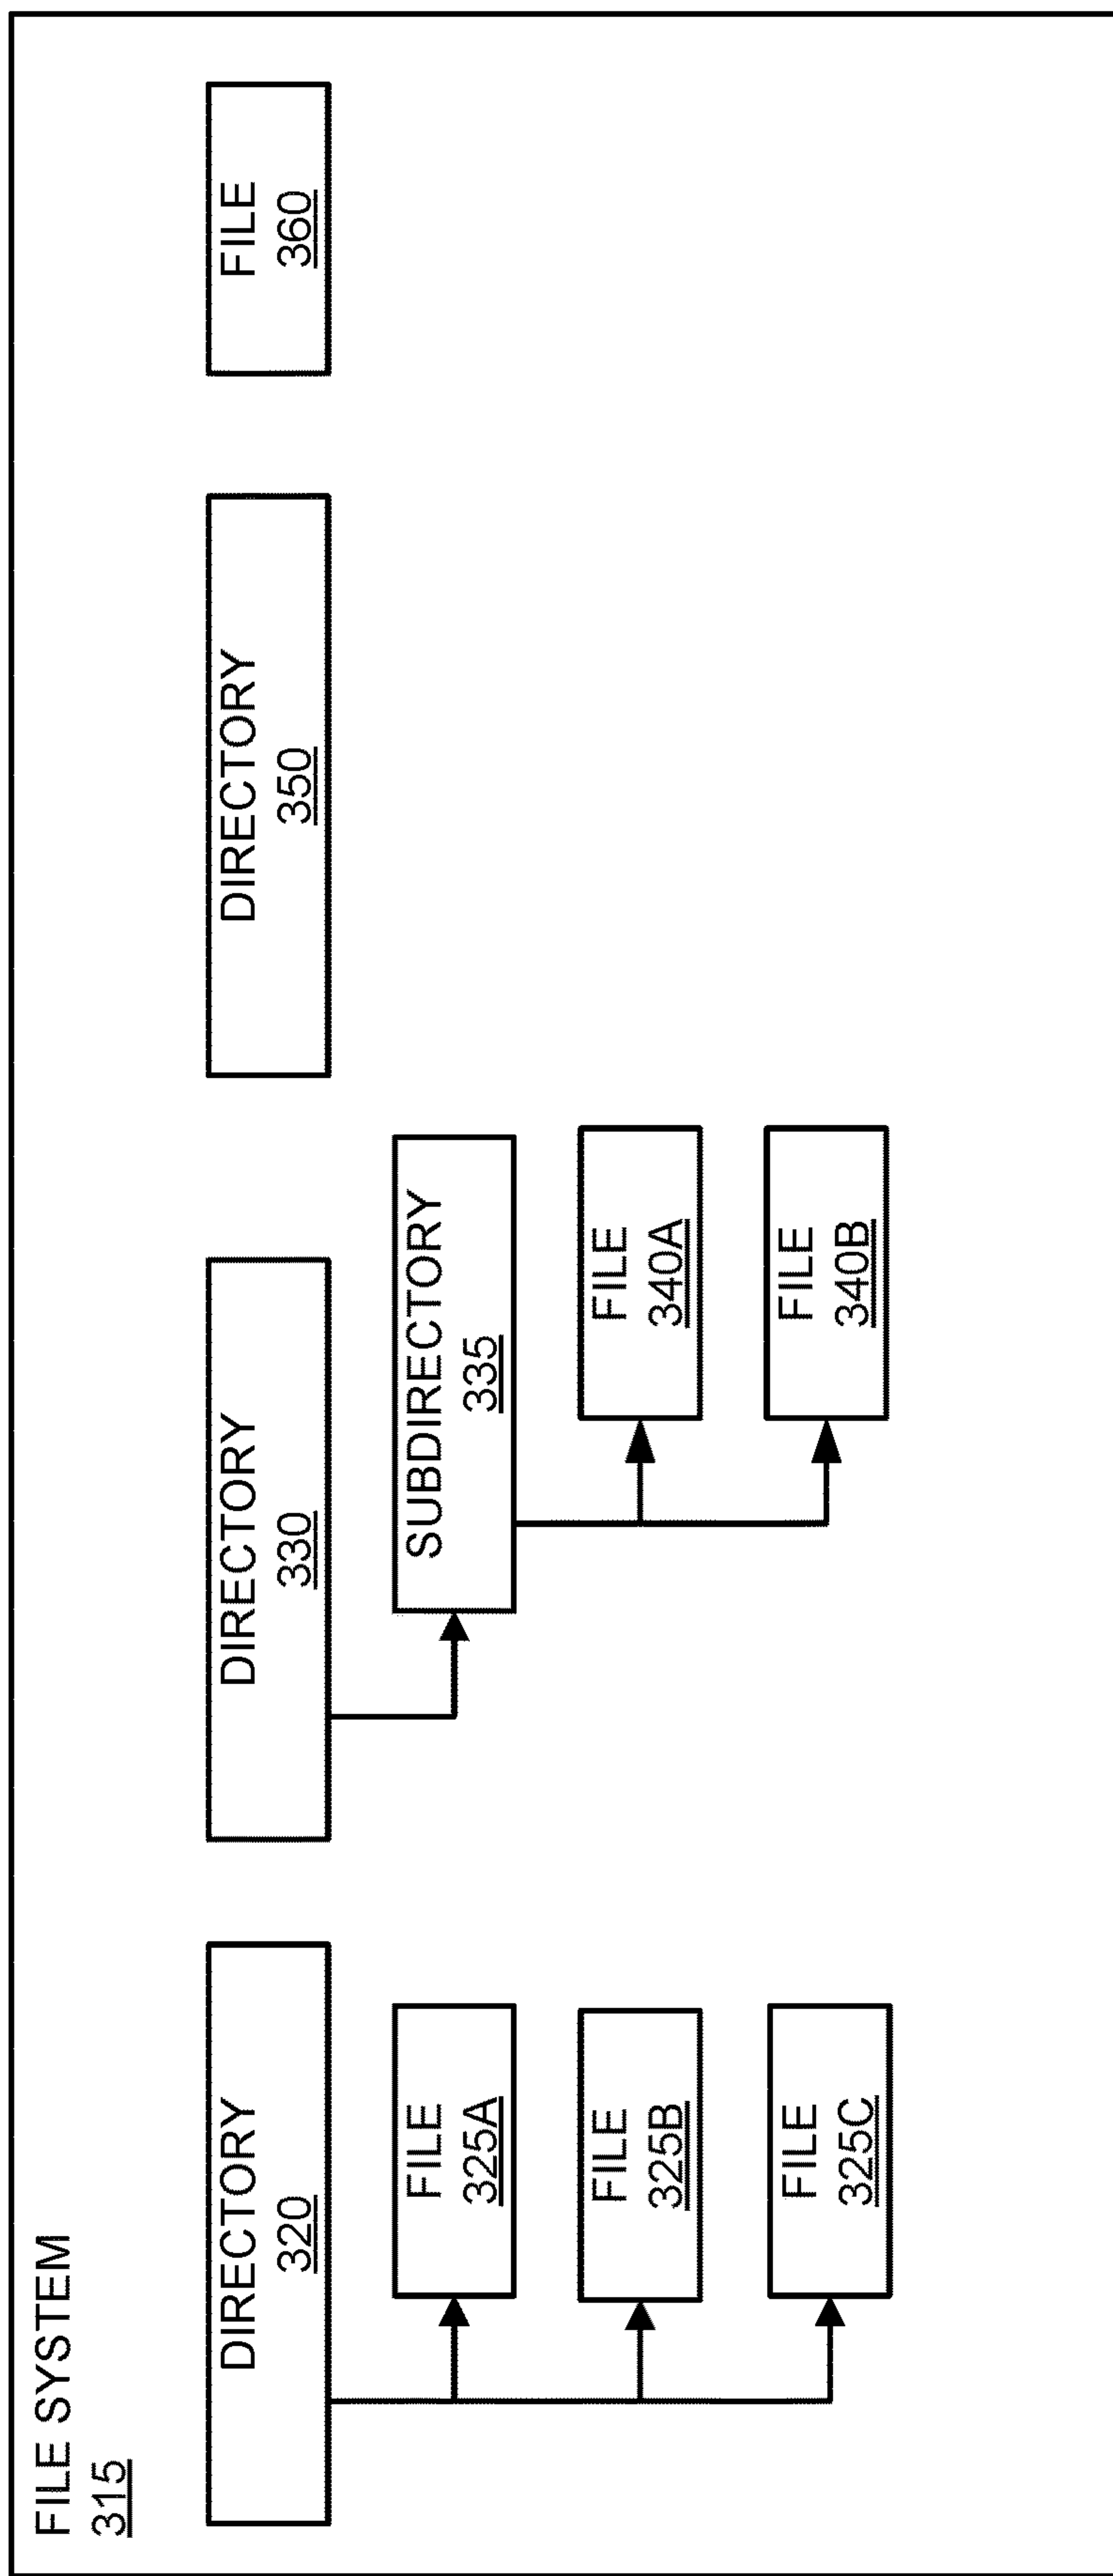 FILE SYSTEM
315
DIRECTORY
320
FILE
325A
FILE
325B
FILE
325C
DIRECTORY
330
SUBDIRECTORY
335
FILE
340A
FILE
340B
DIRECTORY
350
FILE
360